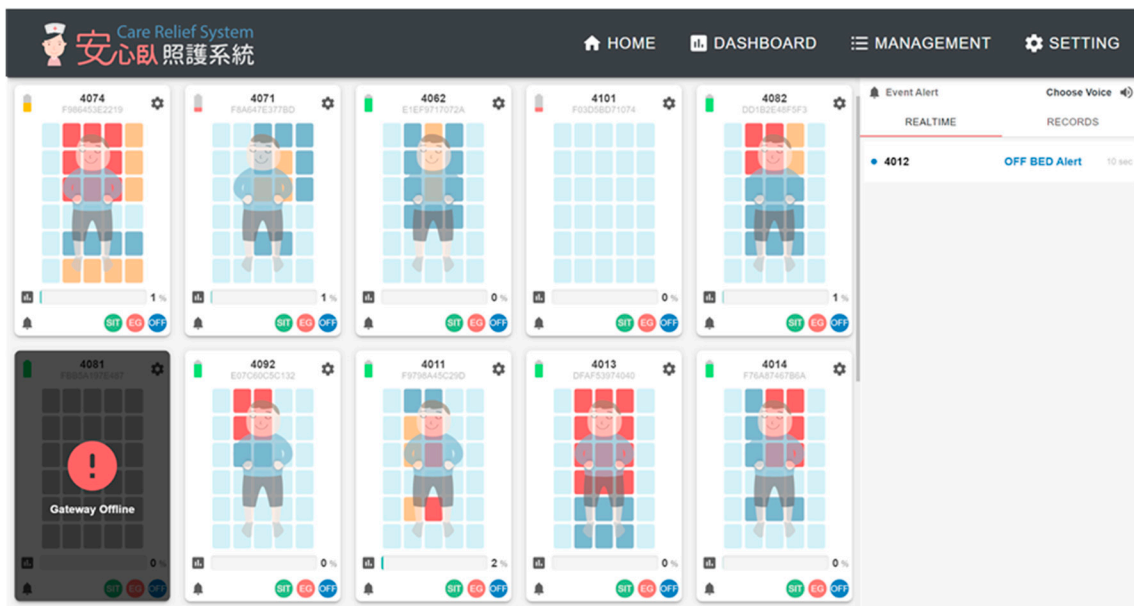 Care Relief System
安心臥照護系統
HOME DASHBOARD MANAGEMENT SETTING
4074
F986453E2219
1 %
SIT EG OFF
4071
F8A647E377BD
1 %
SIT EG OFF
4062
E1EF9717072A
0 %
SIT EG OFF
4101
F03D5BD71074
0 %
SIT EG OFF
4082
DD1B2E48F5F3
1 %
SIT EG OFF
Event Alert Choose Voice
REALTIME RECORDS
4012 OFF BED Alert 10 sec
4081
Gateway Offline
0 %
SIT EG OFF
4092
E07C60C5C132
0 %
SIT EG OFF
4011
F9798A45C29D
2 %
SIT EG OFF
4013
DFAF53974040
0 %
SIT EG OFF
4014
F76A87467B6A
0 %
SIT EG OFF